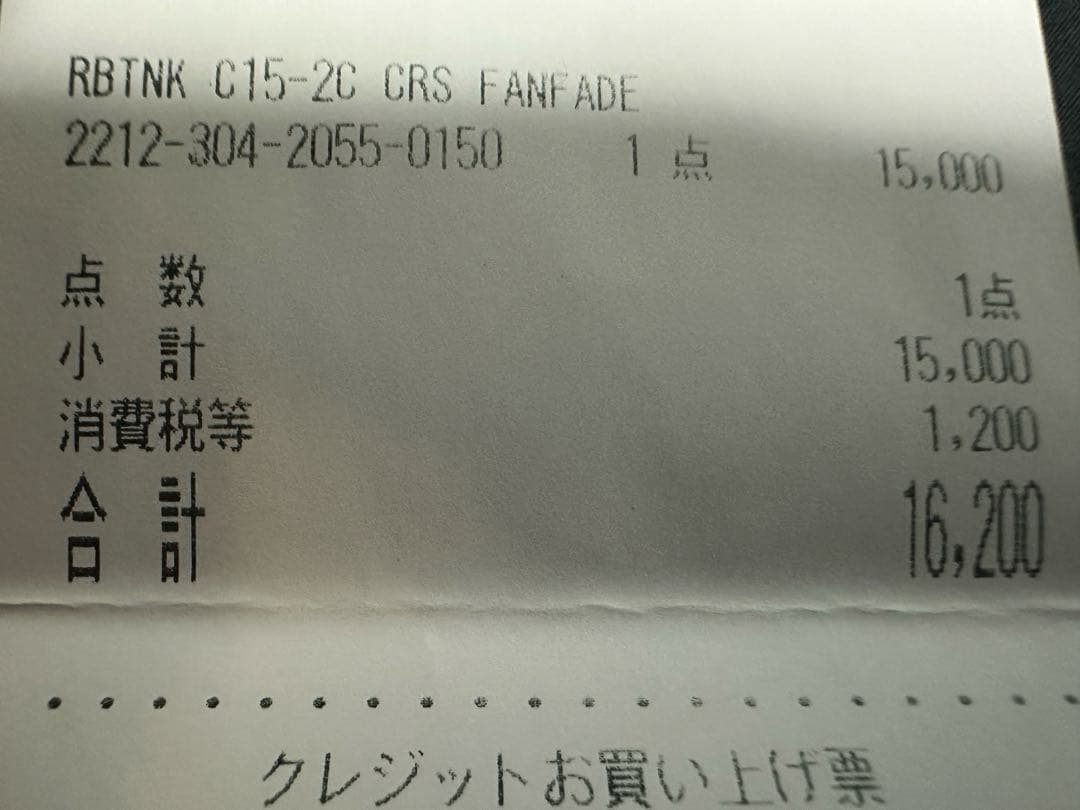 RBTNK C15-2C CRS FANFADE
2212-304-2055-0150 1点 15,000
点 数 1点
小 計 15,000
消費税等 1,200
合 計 16,200
クレジットお買い上げ票